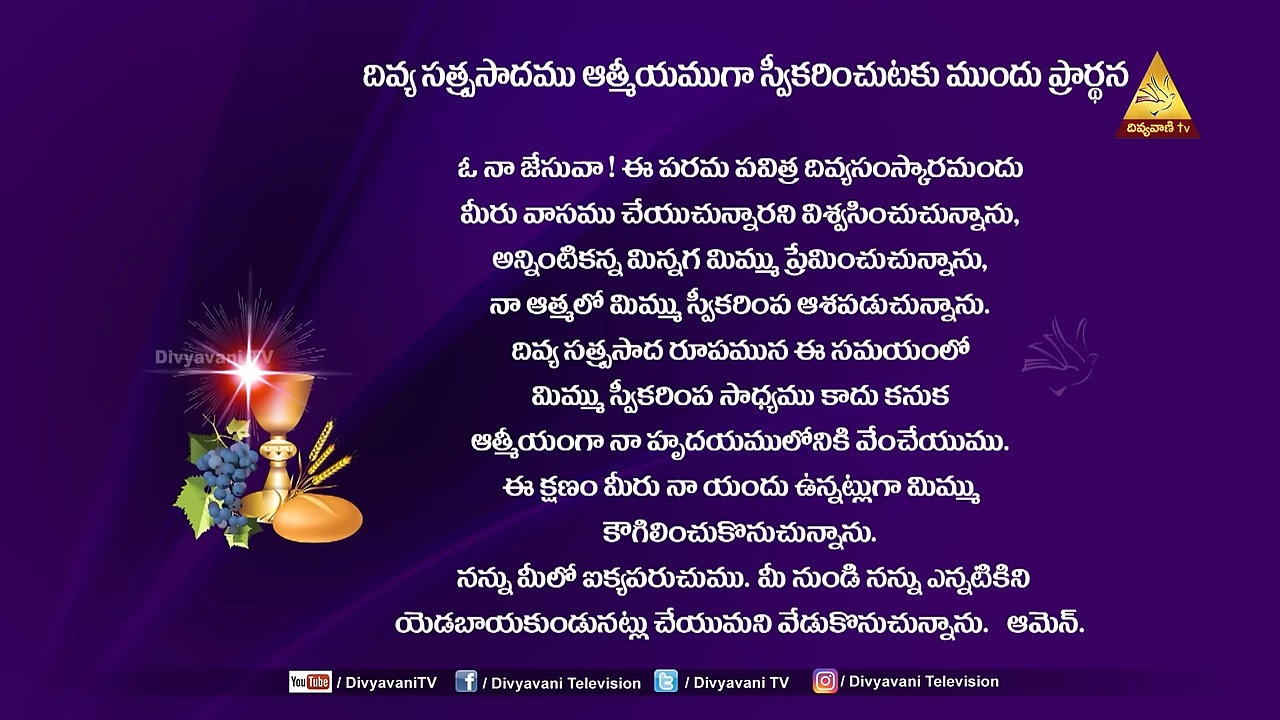 దివ్య సత్ప్రసాదము ఆత్మీయముగా స్వీకరించుటకు ముందు ప్రార్థన
దివ్యవాణి tv
ఓ నా జేసువా ! ఈ పరమ పవిత్ర దివ్యసంస్కారమందు
మీరు వాసము చేయుచున్నారని విశ్వసించుచున్నాను,
అన్నింటికన్న మిన్నగ మిమ్ము ప్రేమించుచున్నాను,
నా ఆత్మలో మిమ్ము స్వీకరింప ఆశపడుచున్నాను.
దివ్య సత్ప్రసాద రూపమున ఈ సమయంలో
Divyavani TV
మిమ్ము స్వీకరింప సాధ్యము కాదు కనుక
ఆత్మీయంగా నా హృదయములోనికి వేంచేయుము.
ఈ క్షణం మీరు నా యందు ఉన్నట్లుగా మిమ్ము
కౌగిలించుకొనుచున్నాను.
నన్ను మీలో ఐక్యపరుచుము. మీ నుండి నన్ను ఎన్నటికిని
యెడబాయకుండునట్లు చేయుమని వేడుకొనుచున్నాను. ఆమెన్.
You Tube / DivyavaniTV f / Divyavani Television / Divyavani TV / Divyavani Television